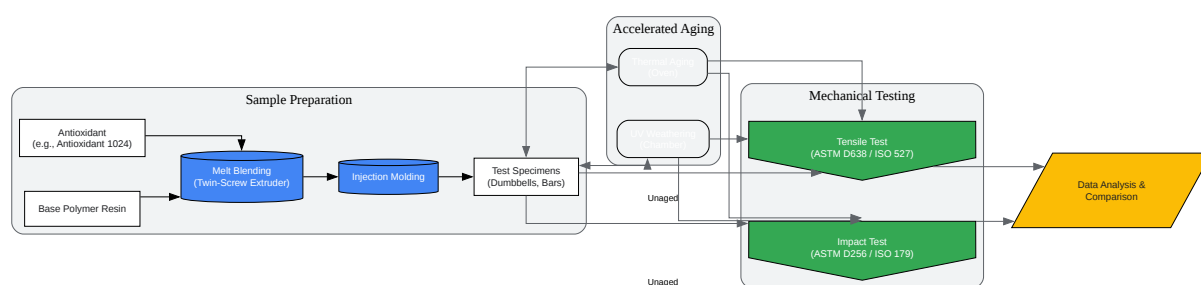 Accelerated Aging
Thermal Aging
(Oven)
Sample Preparation
Mechanical Testing
Antioxidant
(e.g., Antioxidant 1024)
UV Weathering
(Chamber)
Tensile Test
(ASTM D638 / ISO 527)
Melt Blending
(Twin-Screw Extruder)
Injection Molding
Test Specimens
(Dumbbells, Bars)
Data Analysis &
Comparison
Base Polymer Resin
Unaged
Impact Test
(ASTM D256 / ISO 179)
Unaged